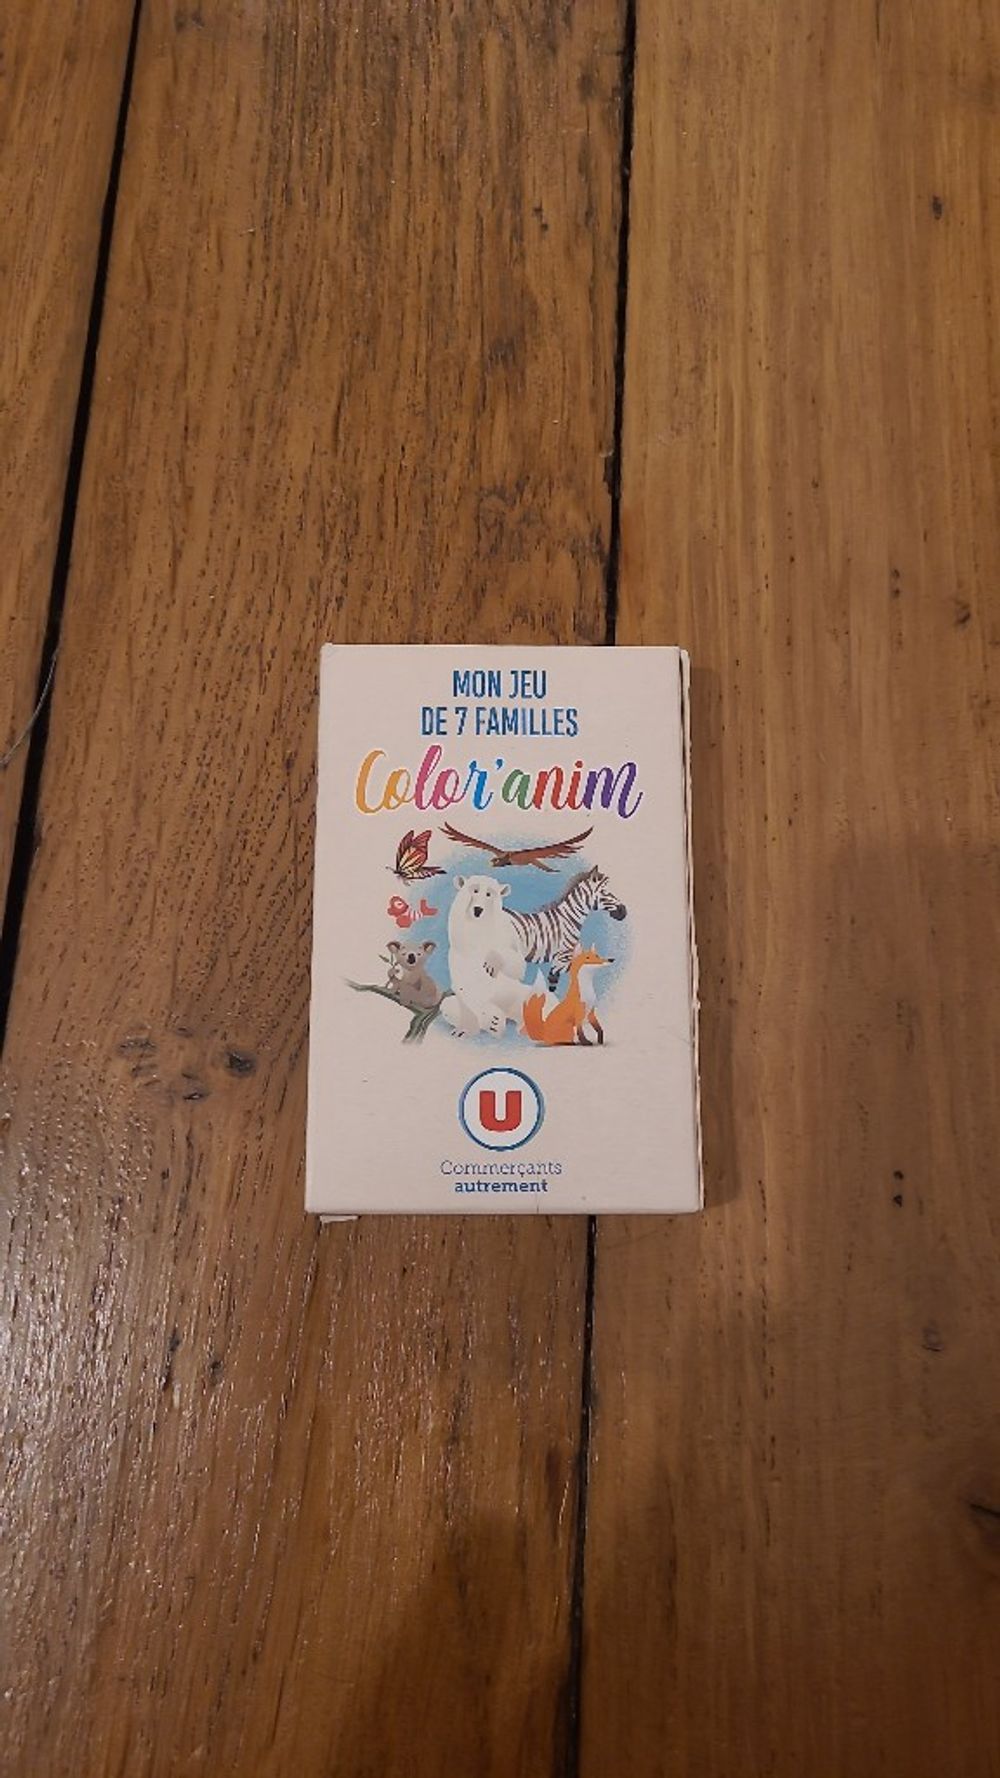 MON JEU
DE 7 FAMILLES
Color'anim
U
Commerçants
autrement